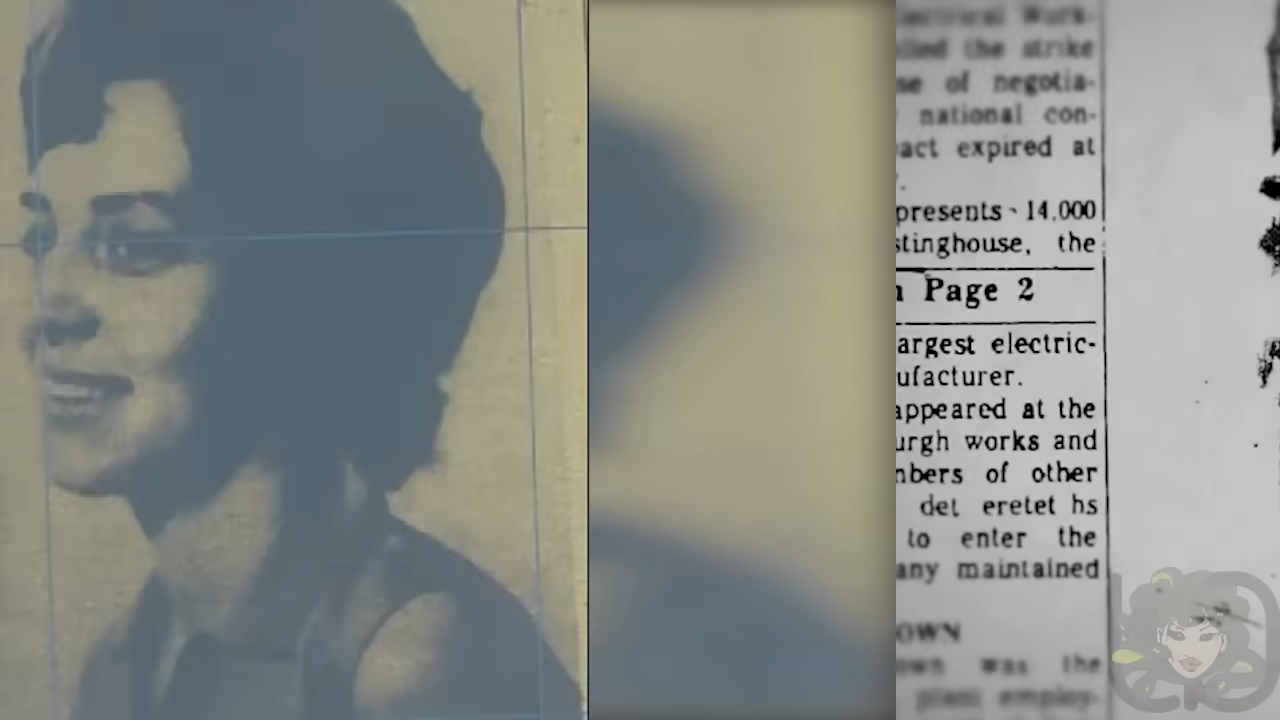 lectrical Work-
lled the strike
se of negotia-
national con-
act expired at
presents - 14,000
stinghouse, the
n Page 2
argest electric-
ufacturer.
appeared at the
urgh works and
nbers of other
det eretet hs
to enter the
any maintained
OWN
own was the
plant employ-